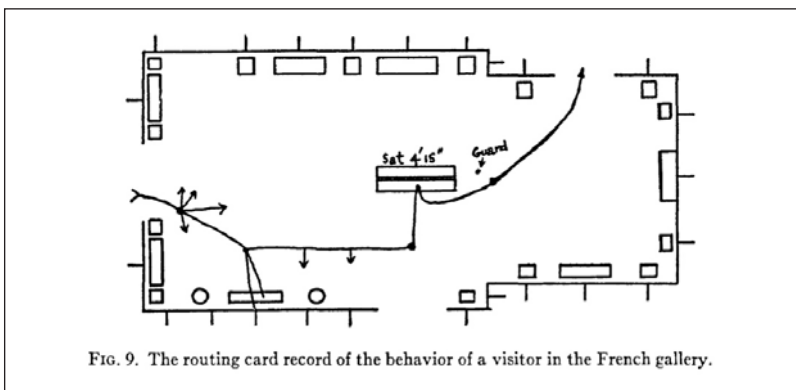 Sat 4'15"
Guard
FIG. 9. The routing card record of the behavior of a visitor in the French gallery.